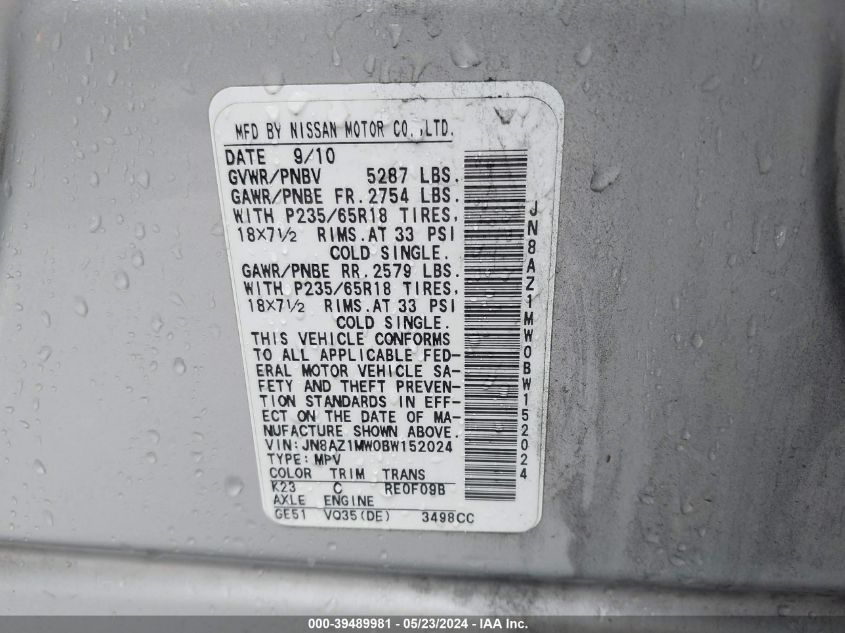 MFD BY NISSAN MOTOR CO.,LTD.
DATE 9/10
GVWR/PNBV 5287 LBS.
GAWR/PNBE FR. 2754 LBS.
WITH P235/65R18 TIRES,
18X7½ RIMS. AT 33 PSI
COLD SINGLE.
GAWR/PNBE RR. 2579 LBS.
WITH P235/65R18 TIRES,
18X7½ RIMS. AT 33 PSI
COLD SINGLE.
THIS VEHICLE CONFORMS
TO ALL APPLICABLE FED-
ERAL MOTOR VEHICLE SA-
FETY AND THEFT PREVEN-
TION STANDARDS IN EFF-
ECT ON THE DATE OF MA-
NUFACTURE SHOWN ABOVE.
VIN:JN8AZ1MW0BW152024
TYPE: MPV
COLOR TRIM TRANS
K23 C RE0F09B
AXLE ENGINE
GE51 VQ35(DE) 3498CC
JN8AZ1MW0BW152024
000-39489981 - 05/23/2024 - IAA Inc.